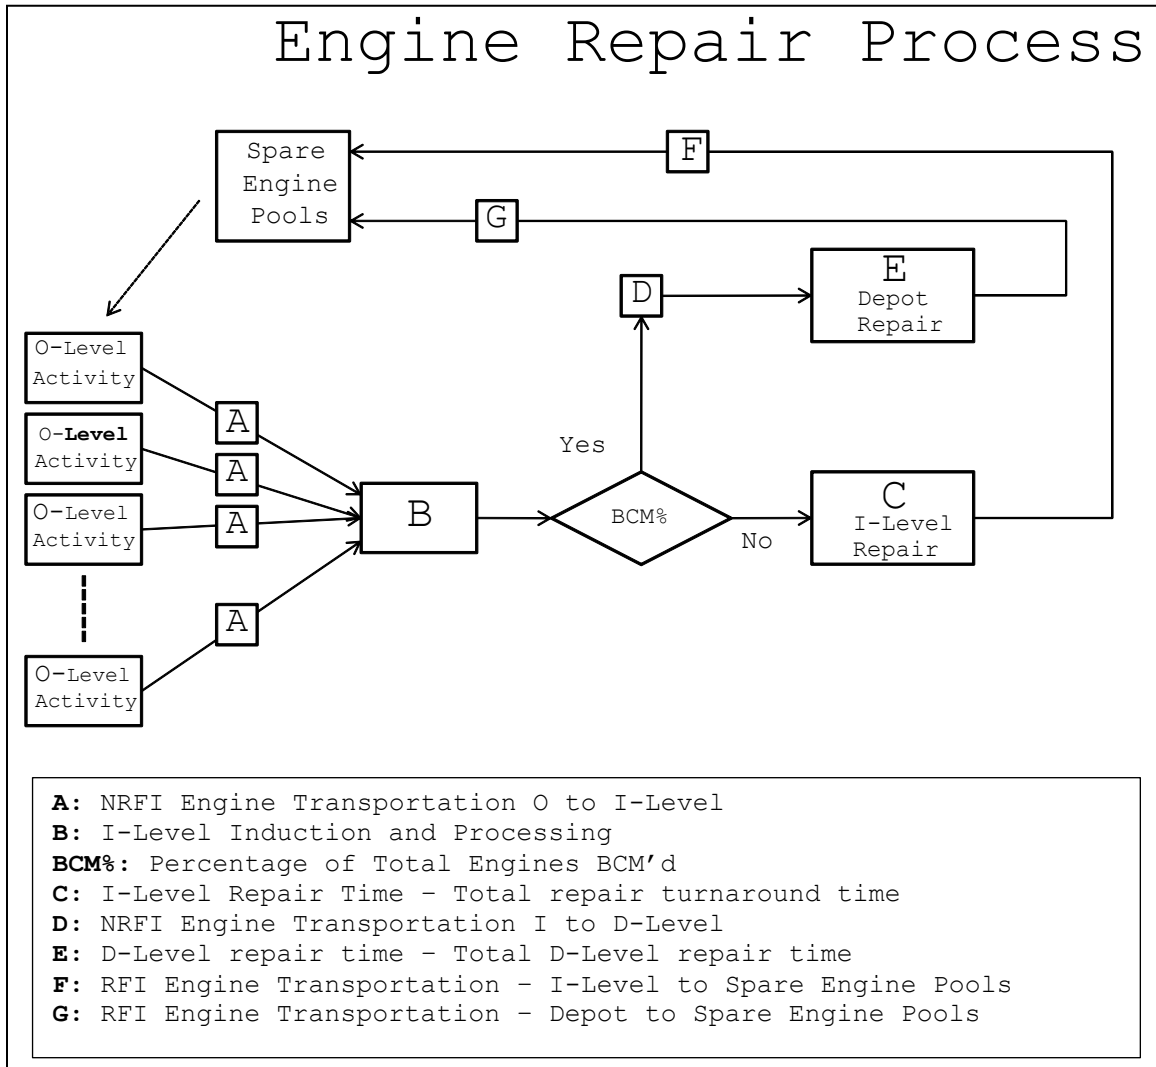 Engine Repair Process
Spare
Engine
Pools
F
G
E
Depot
Repair
D
O-Level
Activity
A
O-Level
Activity
A
Yes
O-Level
Activity
A
B
BCM%
No
C
I-Level
Repair
A
O-Level
Activity
A: NRFI Engine Transportation O to I-Level
B: I-Level Induction and Processing
BCM%: Percentage of Total Engines BCM’d
C: I-Level Repair Time – Total repair turnaround time
D: NRFI Engine Transportation I to D-Level
E: D-Level repair time – Total D-Level repair time
F: RFI Engine Transportation – I-Level to Spare Engine Pools
G: RFI Engine Transportation – Depot to Spare Engine Pools